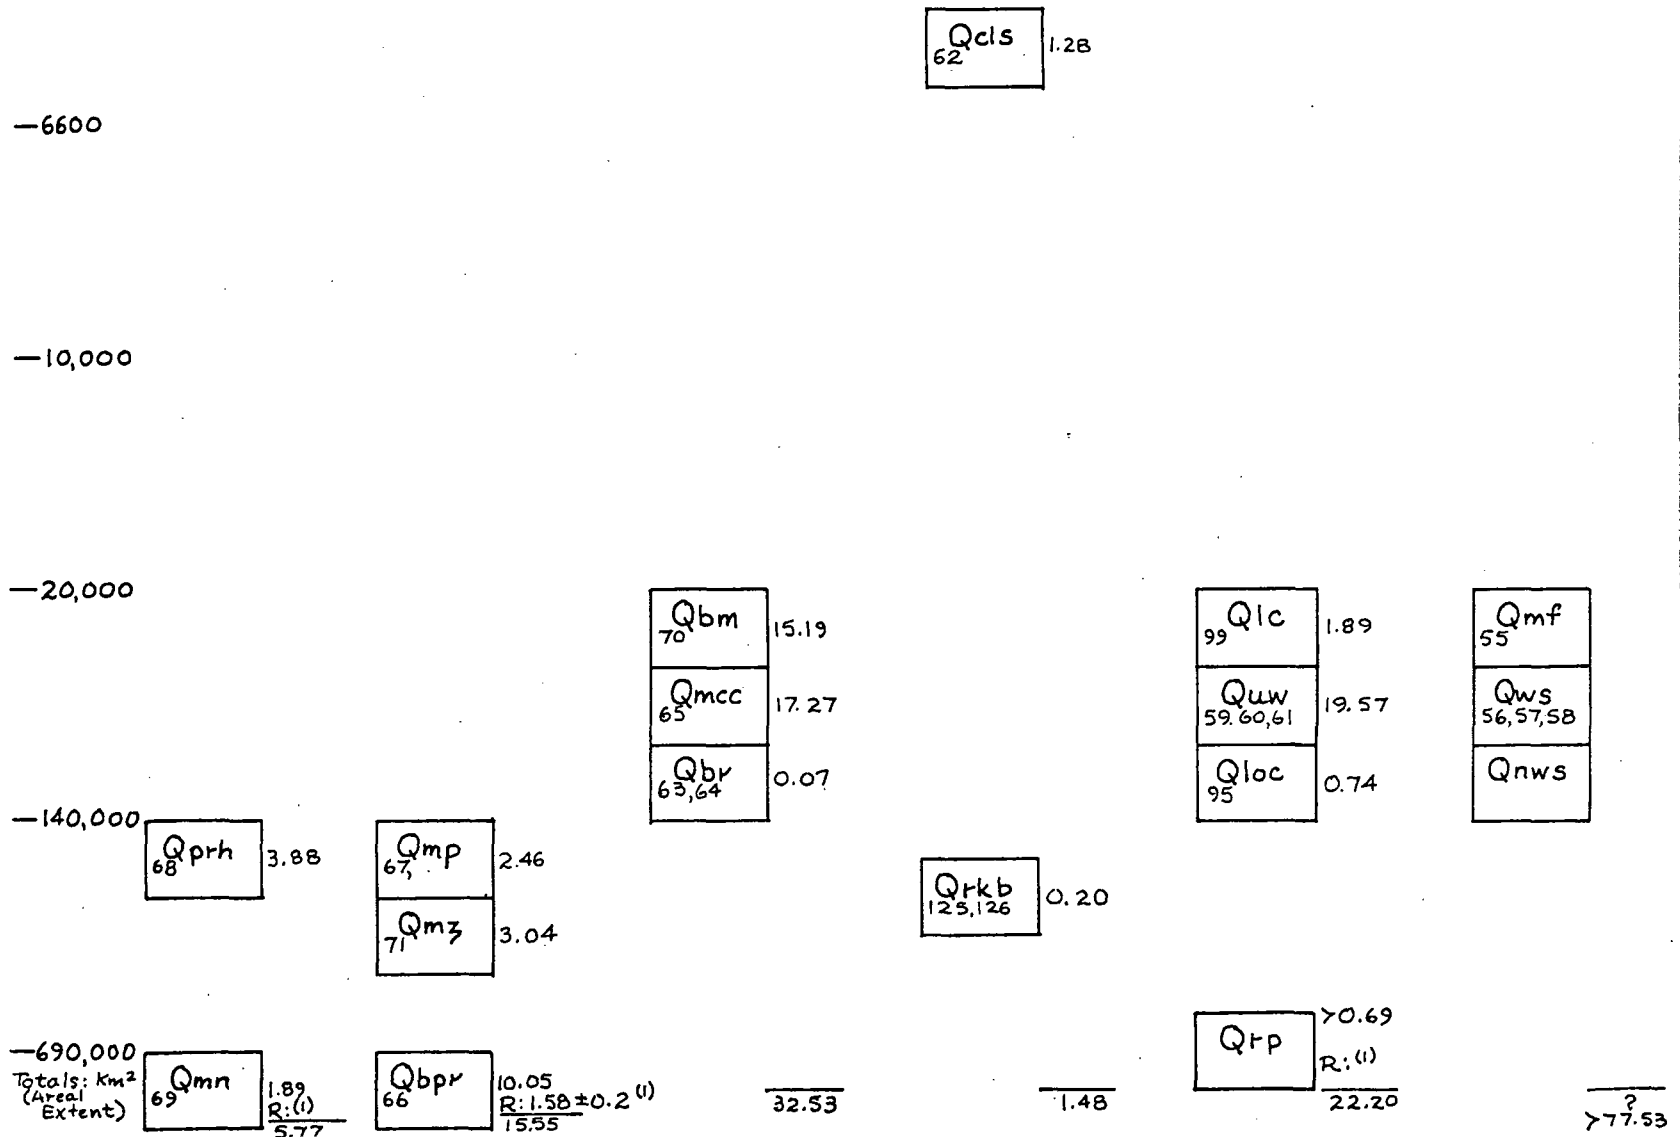 Qcls
62
1.28
—6600
—10,000
—20,000
Qbm
70
15.19
Qlc
99
1.89
Qmf
55
Qmcc
65
17.27
Quw
59.60,61
19.57
Qws
56,57,58
Qbr
63,64
0.07
Qloc
95
0.74
Qnws
—140,000
Qprh
68
3.88
Qmp
67,
2.46
Qrkb
125,126
0.20
Qmz
71
3.04
Qrp
>0.69
R:(1)
—690,000
Totals: Km²
(Areal
Extent)
Qmn
69
1.89
R:(1)
5.77
Qbpr
66
10.05
R:1.58±0.2(1)
15.55
32.53
1.48
22.20
?
>77.53